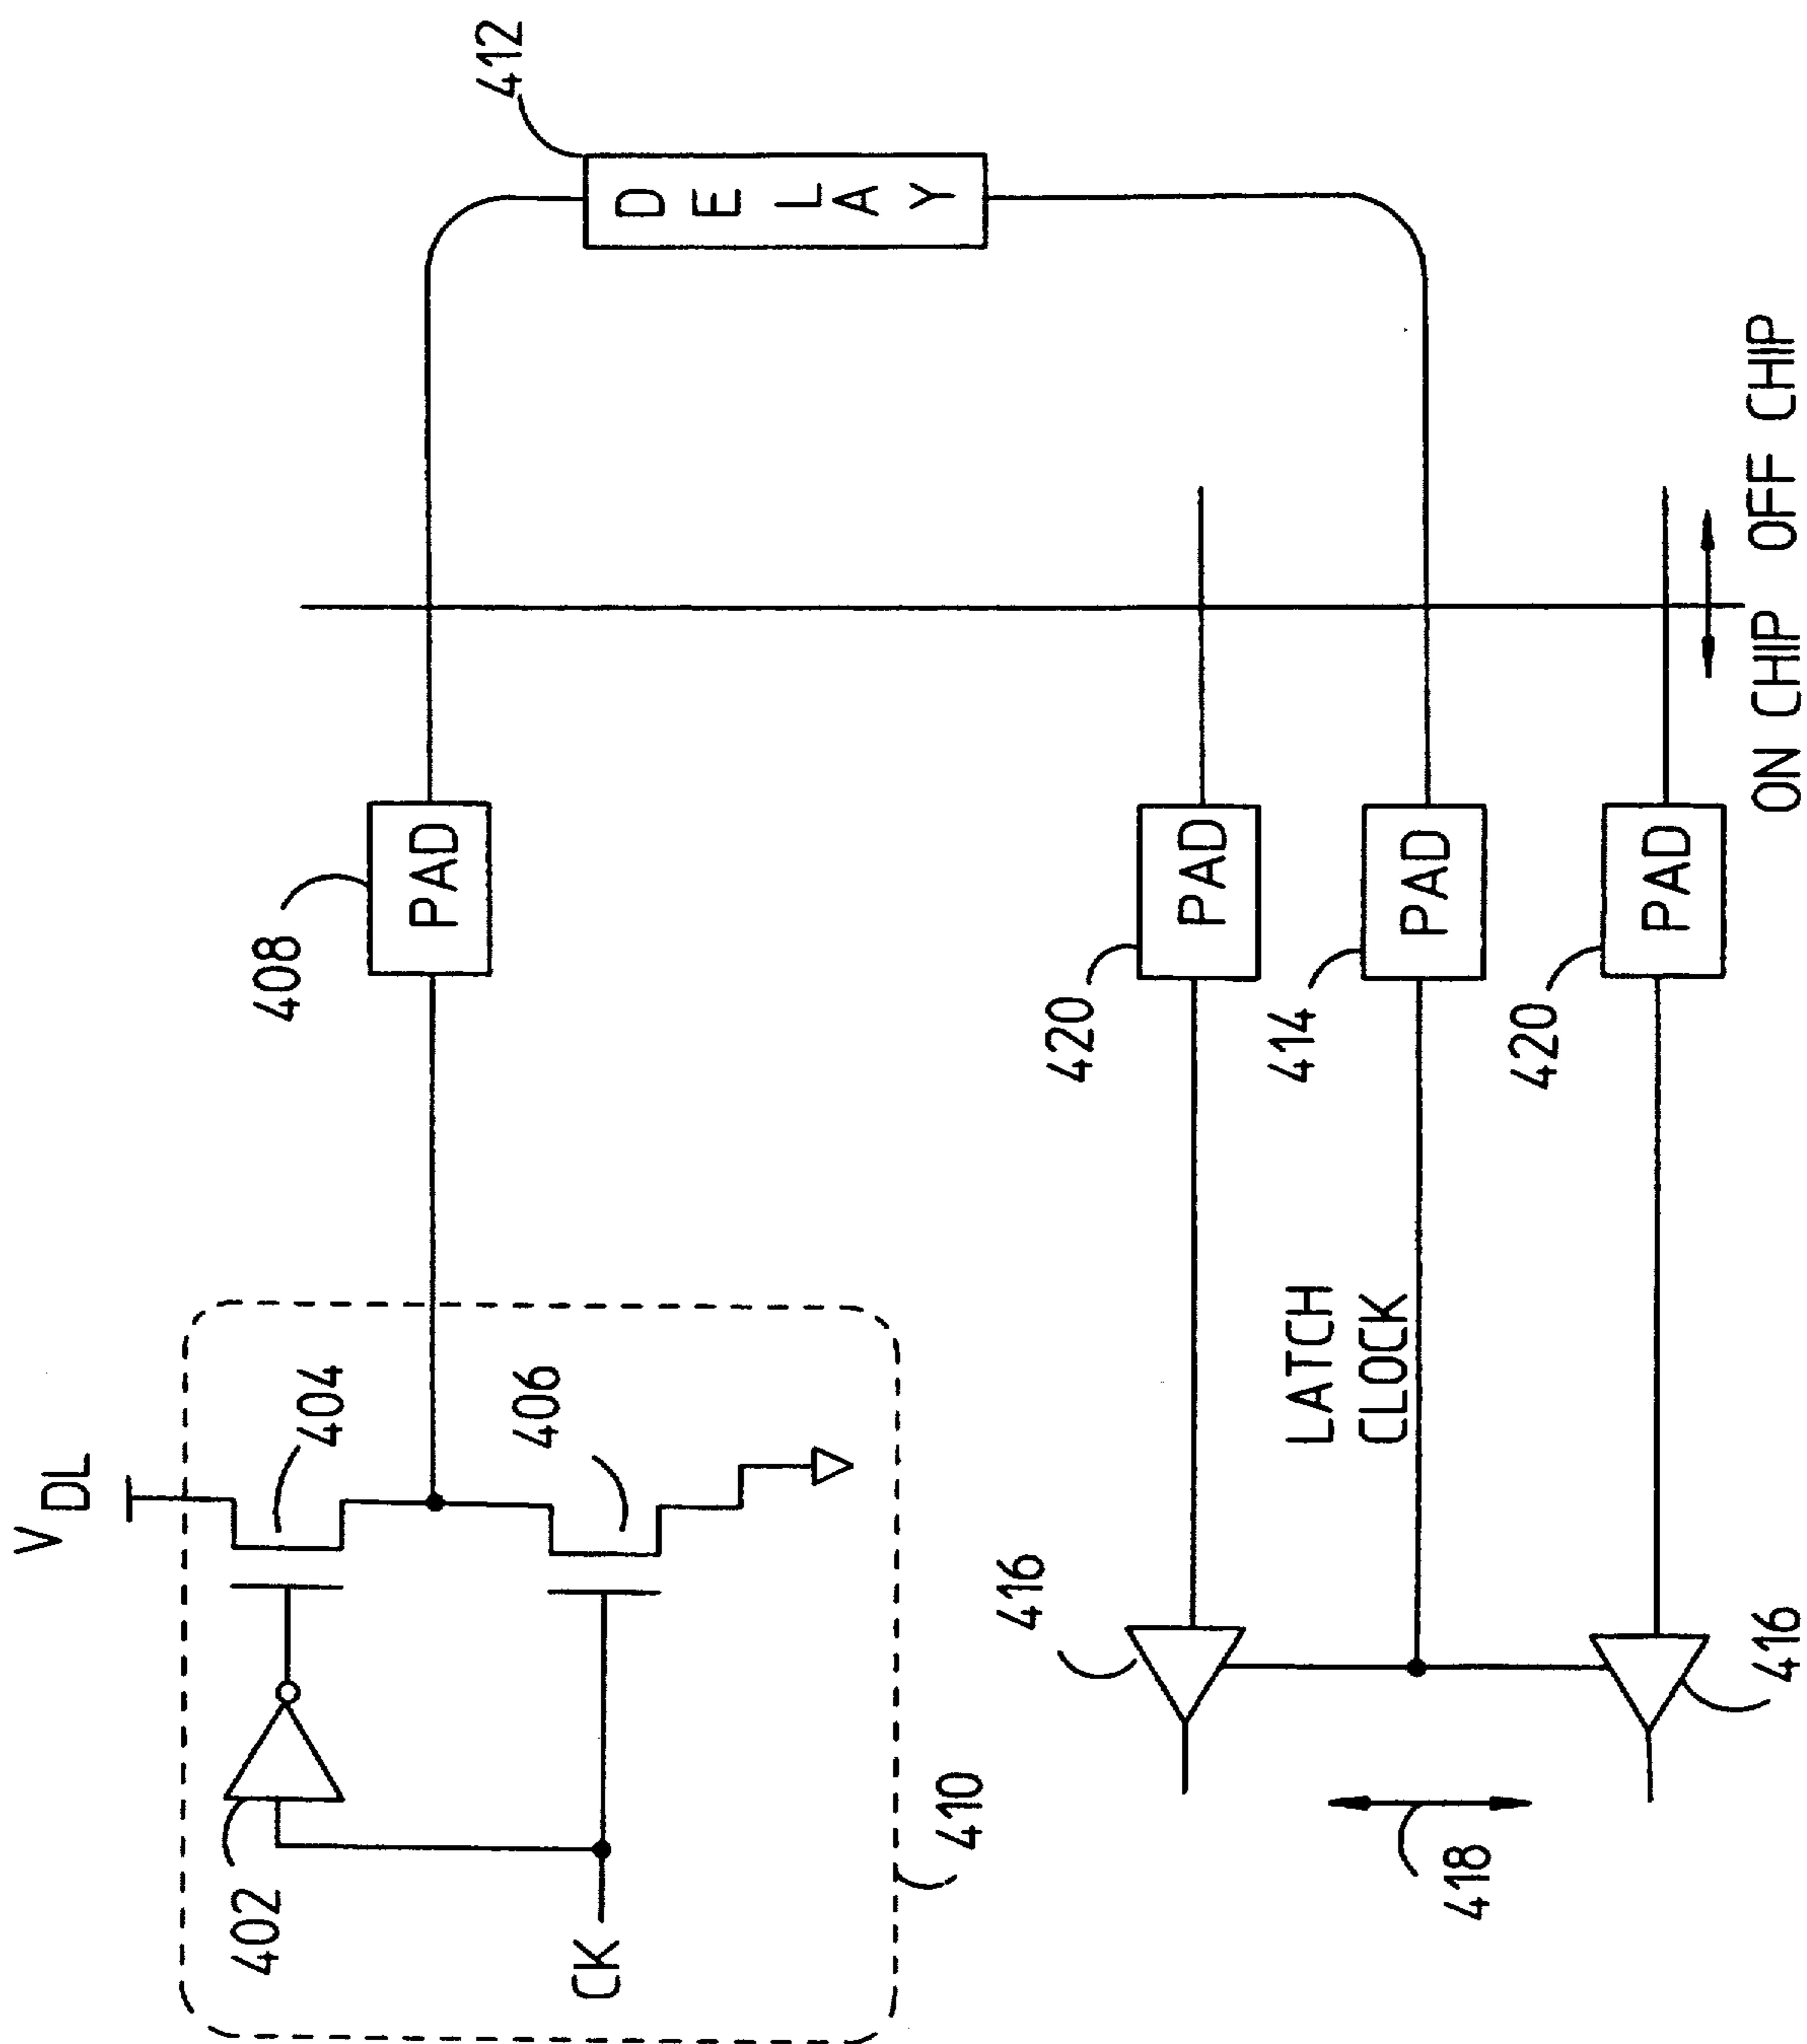 V DL
404
402
406
CK
410
408
PAD
412
DELAY
416
420
PAD
LATCH
CLOCK
414
PAD
418
420
PAD
416
ON CHIP OFF CHIP